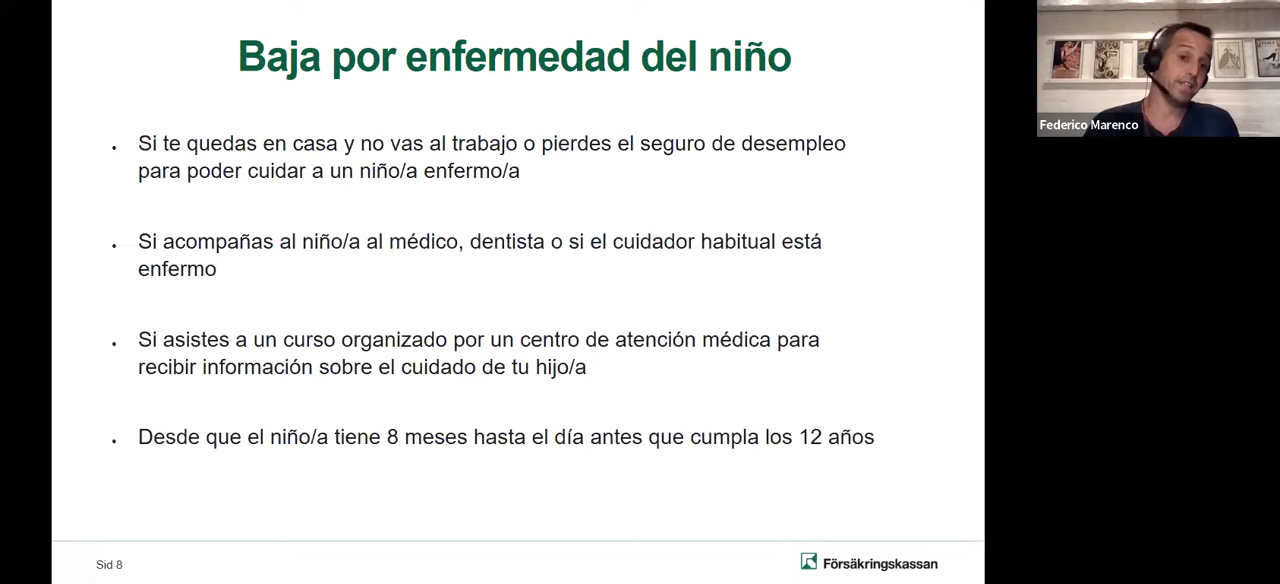 Baja por enfermedad del niño
Federico Marenco
• Si te quedas en casa y no vas al trabajo o pierdes el seguro de desempleo
para poder cuidar a un niño/a enfermo/a
• Si acompañas al niño/a al médico, dentista o si el cuidador habitual está
enfermo
• Si asistes a un curso organizado por un centro de atención médica para
recibir información sobre el cuidado de tu hijo/a
• Desde que el niño/a tiene 8 meses hasta el día antes que cumpla los 12 años
Sid 8
Försäkringskassan